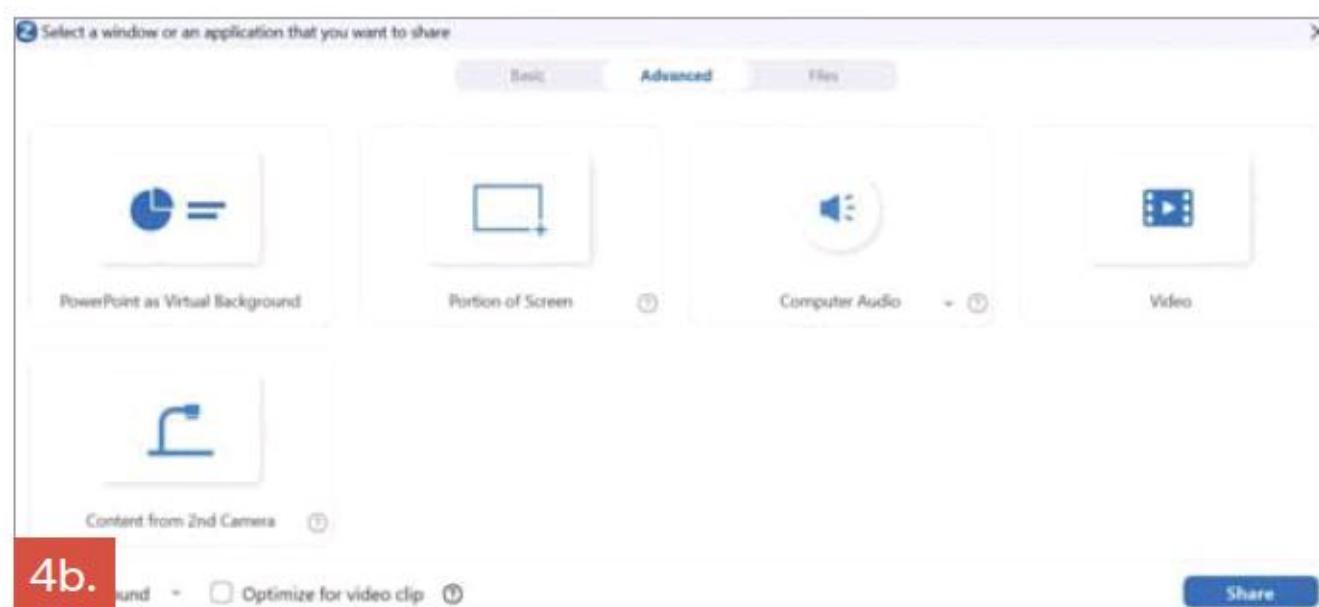 Select a window or an application that you want to share
Basic Advanced Files
PowerPoint as Virtual Background Portion of Screen Computer Audio Video
Content from 2nd Camera
4b. ound Optimize for video clip Share